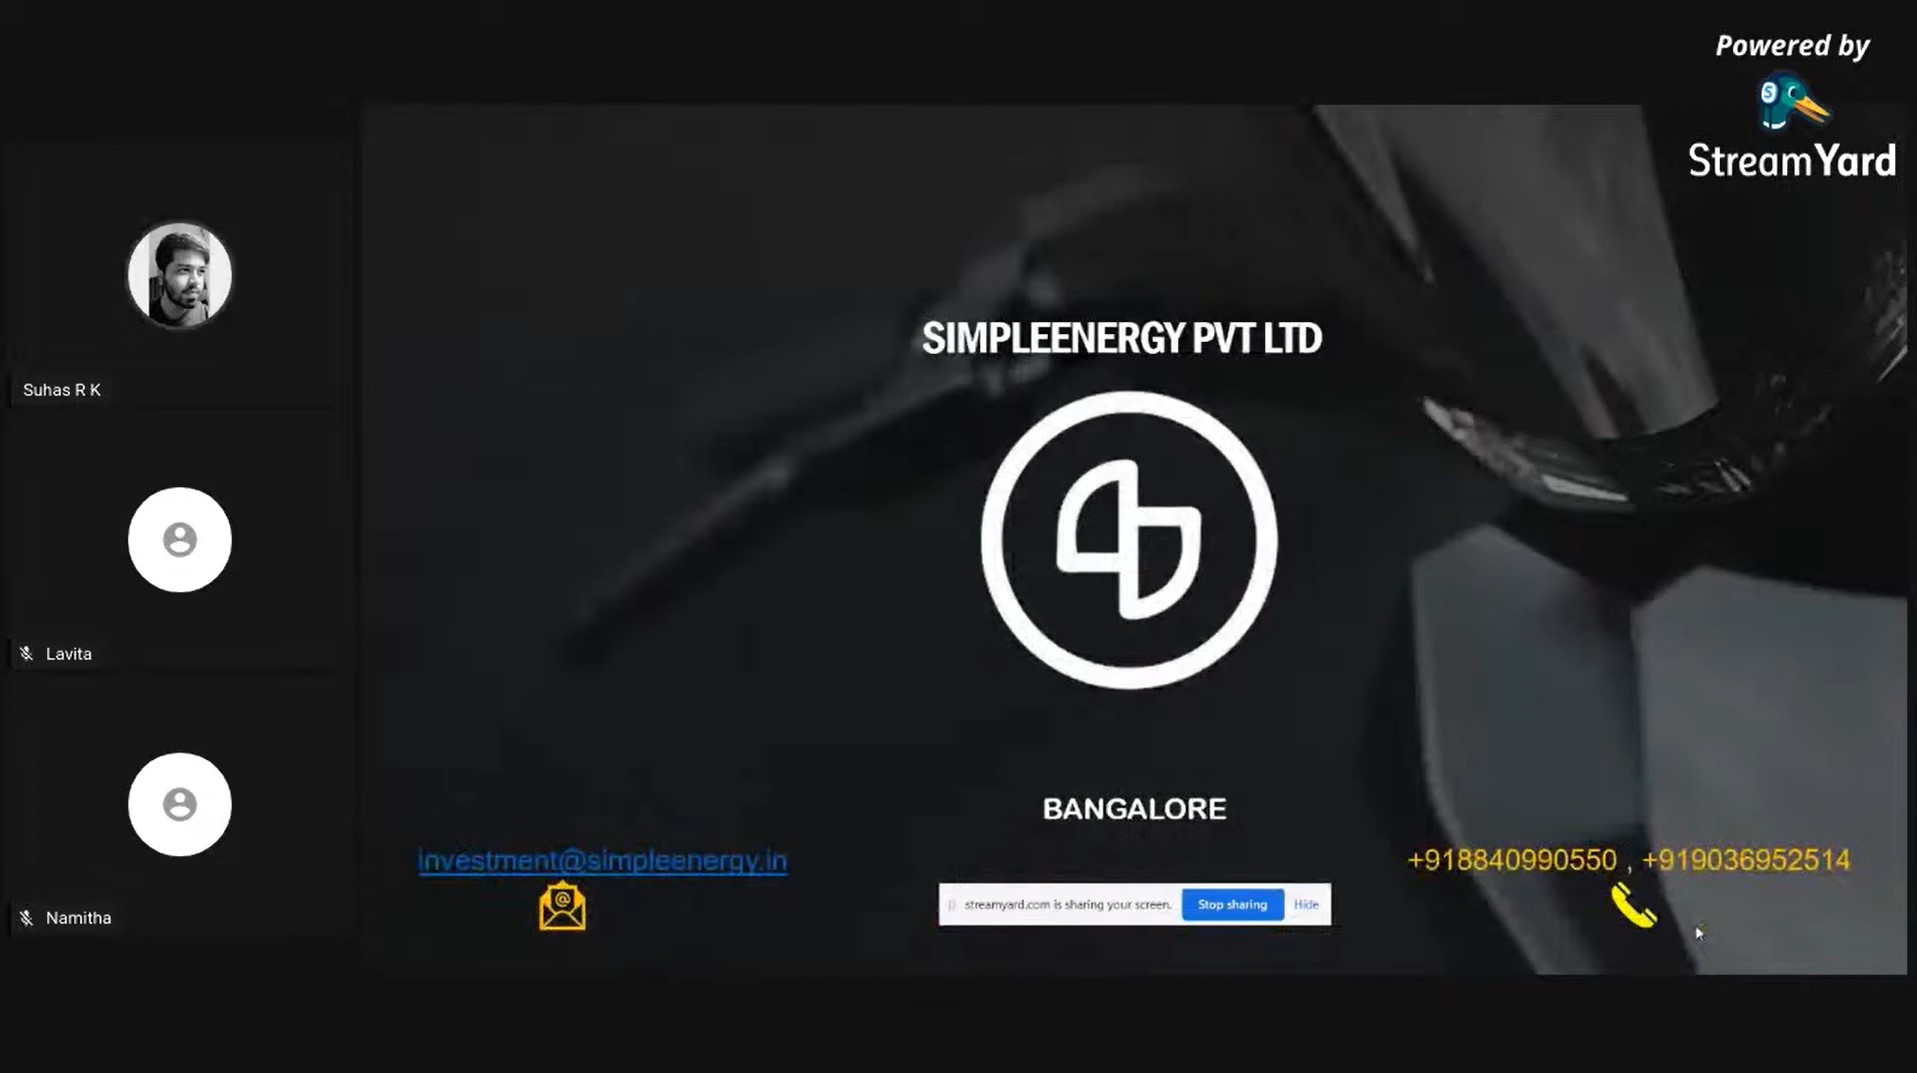 Powered by
StreamYard
Suhas R K
Lavita
Namitha
SIMPLEENERGY PVT LTD
BANGALORE
investment@simpleenergy.in
+918840990550 , +919036952514
streamyard.com is sharing your screen. Stop sharing Hide